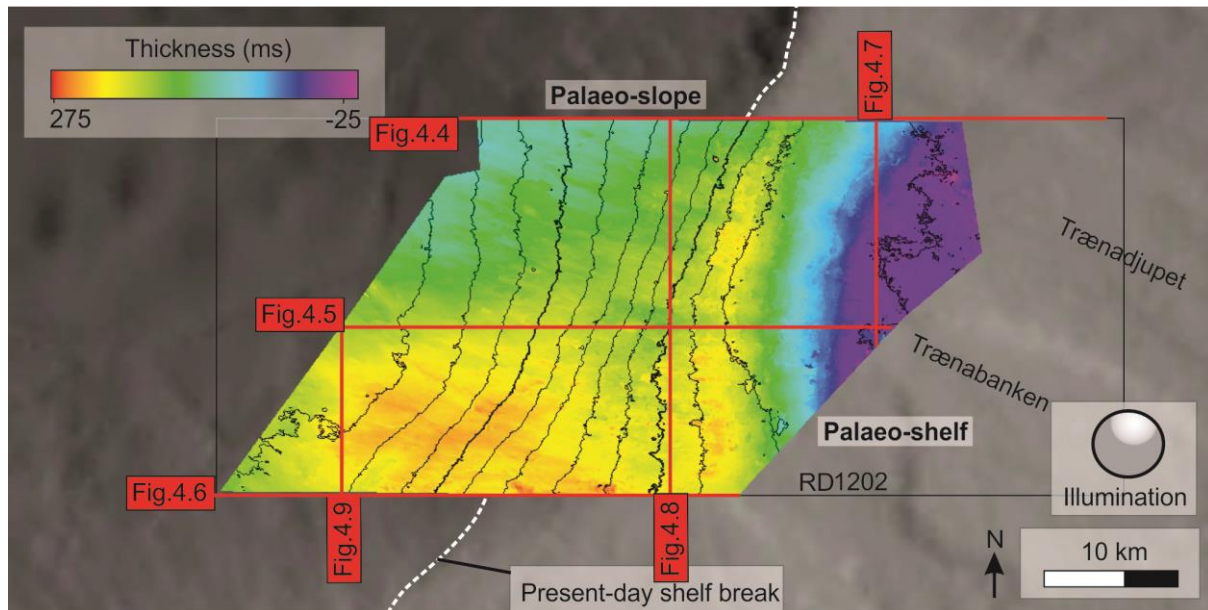 Thickness (ms)
275
-25
Fig.4.7
Palaeo-slope
Fig.4.4
Trænadjupet
Fig.4.5
Trænabanken
Palaeo-shelf
Fig.4.6
RD1202
Illumination
Fig.4.9
Fig.4.8
N
10 km
Present-day shelf break